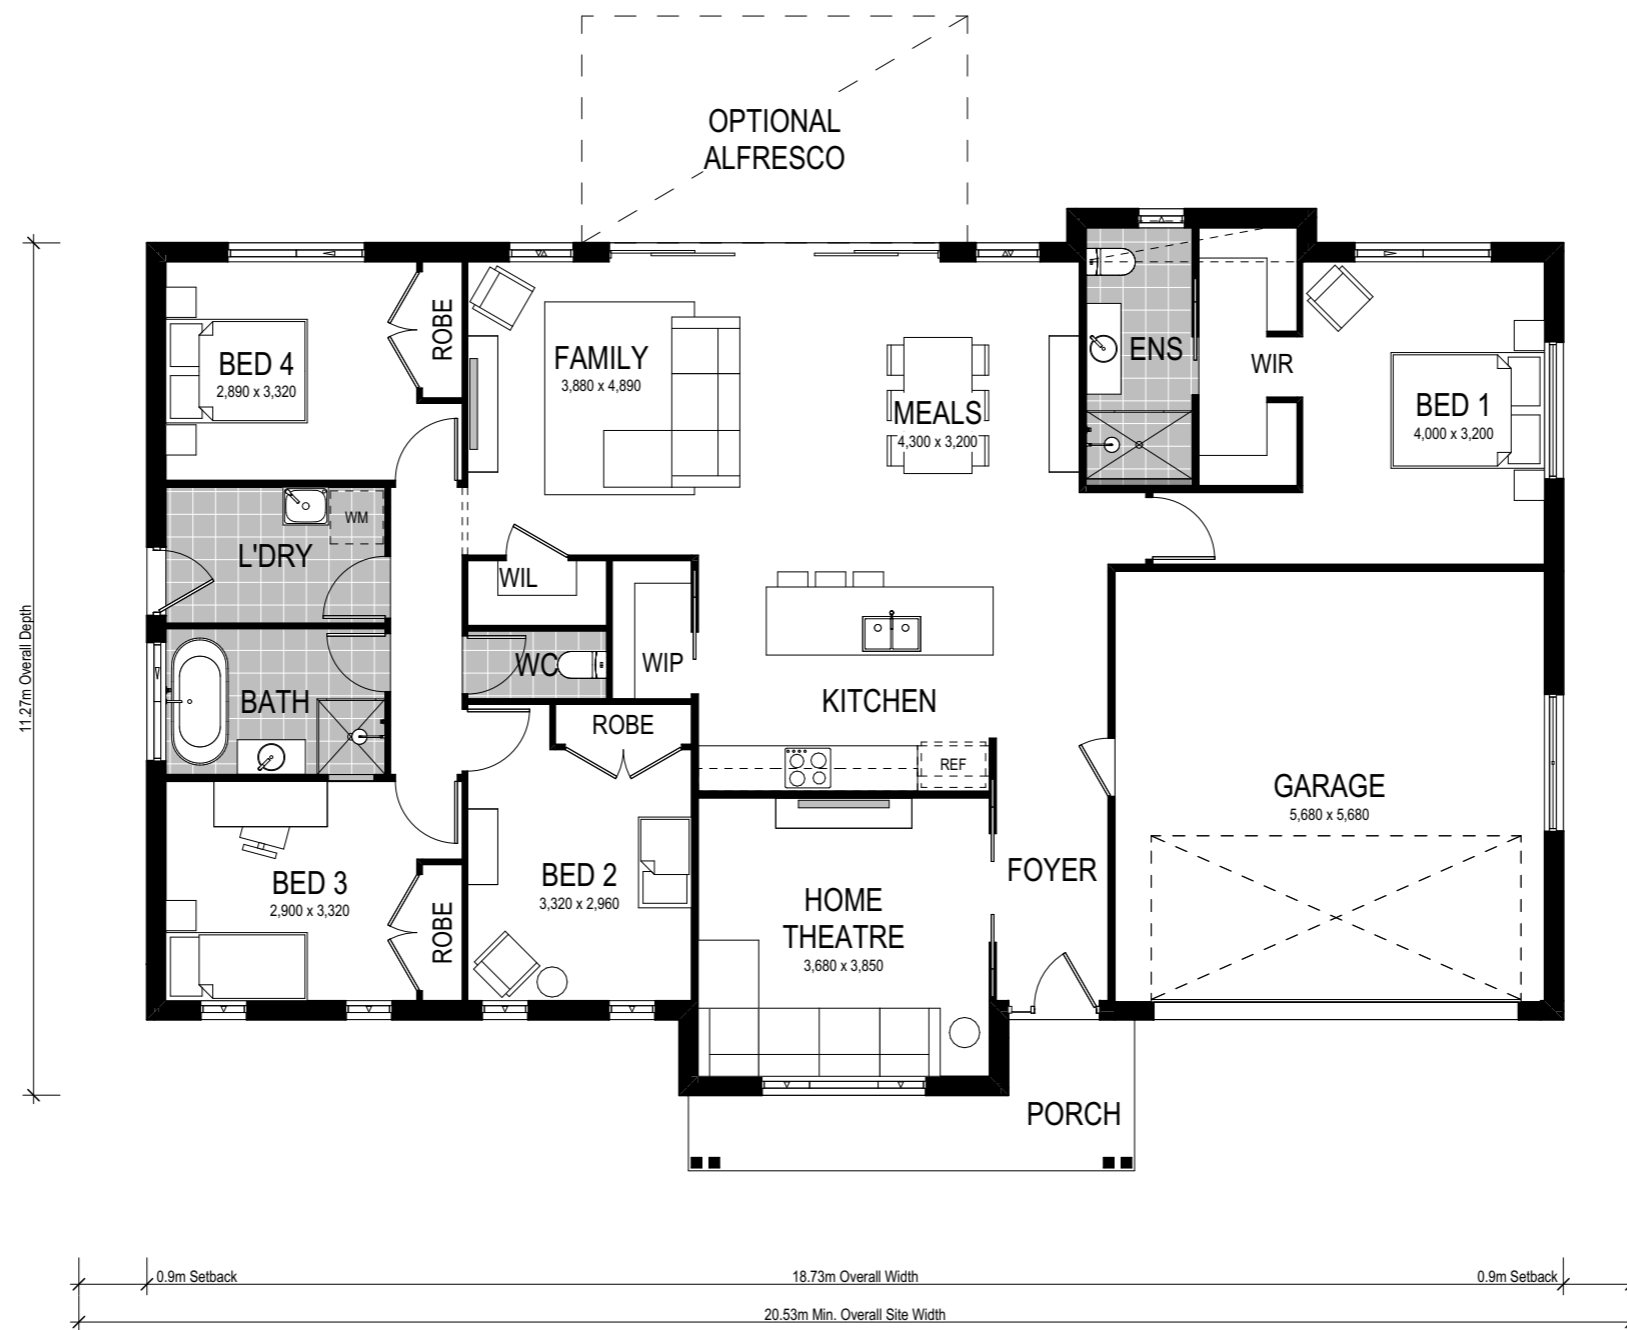 OPTIONAL
ALFRESCO
BED 4
2,890 x 3,320
ROBE
FAMILY
3,880 x 4,890
MEALS
4,300 x 3,200
ENS
WIR
BED 1
4,000 x 3,200
WM
L'DRY
WIL
WC
WIP
BATH
KITCHEN
ROBE
REF
BED 3
2,900 x 3,320
ROBE
BED 2
3,320 x 2,960
HOME
THEATRE
3,680 x 3,850
FOYER
GARAGE
5,680 x 5,680
PORCH
11.27m Overall Depth
0.9m Setback
18.73m Overall Width
0.9m Setback
20.53m Min. Overall Site Width